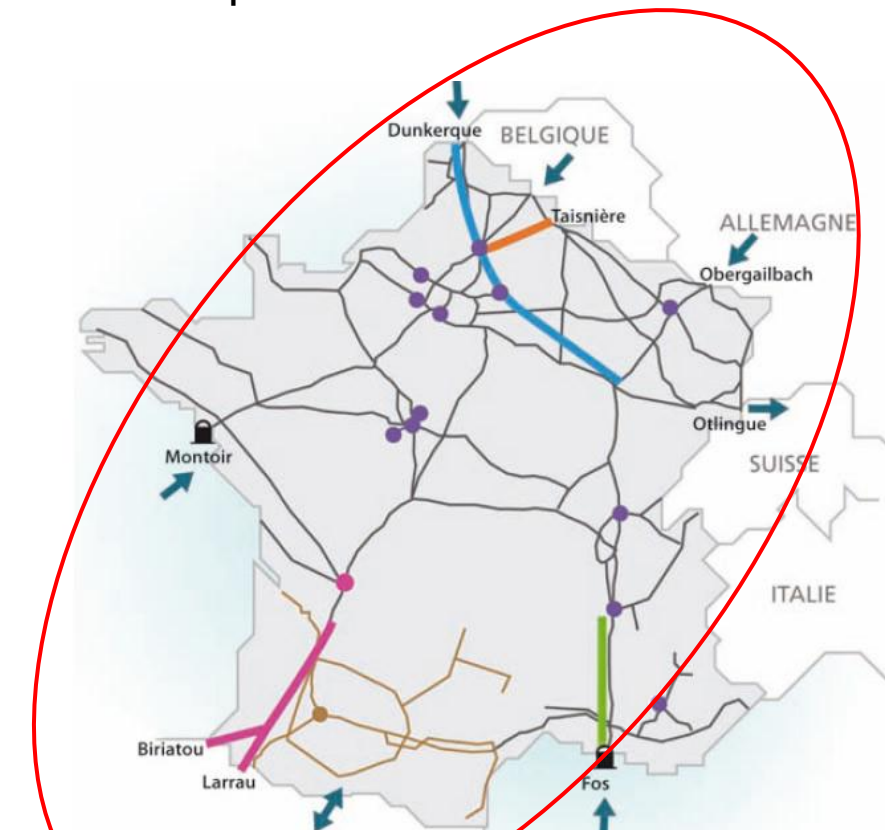 Dunkerque
BELGIQUE
Taisnière
ALLEMAGNE
Obergailbach
Otlingue
Montoir
SUISSE
ITALIE
Biriatou
Larrau
Fos